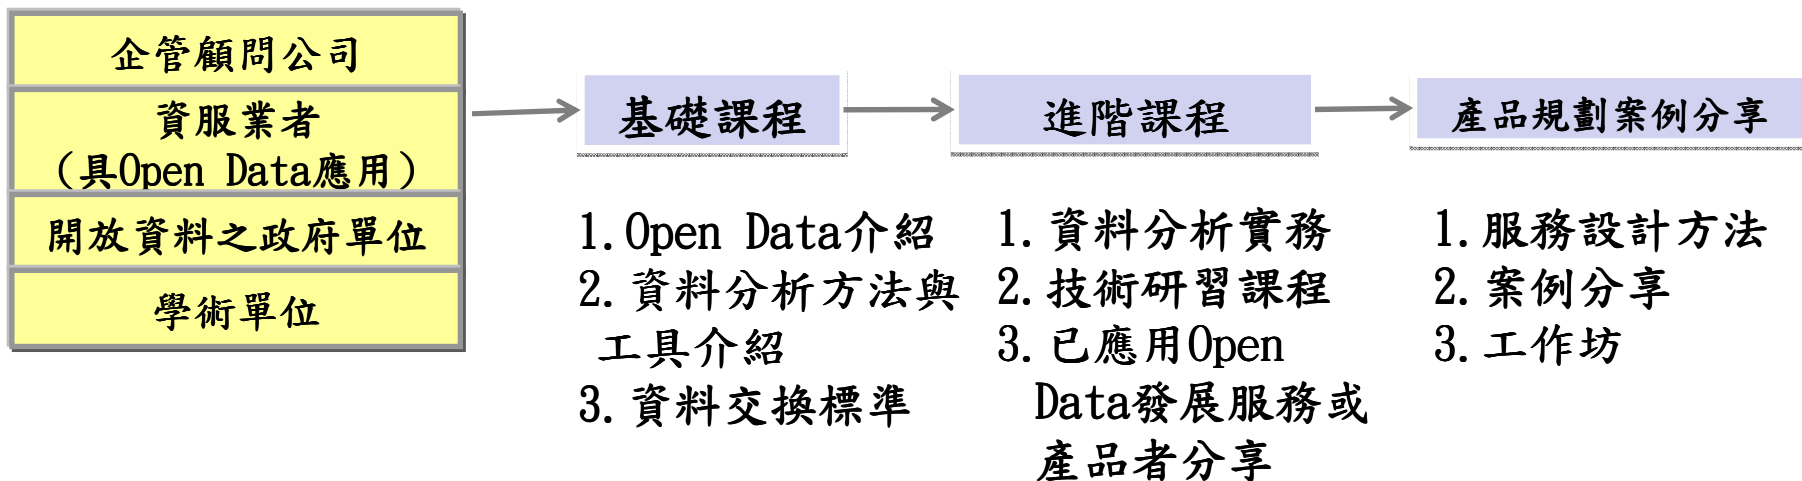 企管顧問公司
資服業者
（具Open Data應用）
開放資料之政府單位
學術單位
基礎課程
1.Open Data介紹
2.資料分析方法與
工具介紹
3.資料交換標準
進階課程
1.資料分析實務
2.技術研習課程
3.已應用Open
Data發展服務或
產品者分享
產品規劃案例分享
1.服務設計方法
2.案例分享
3.工作坊